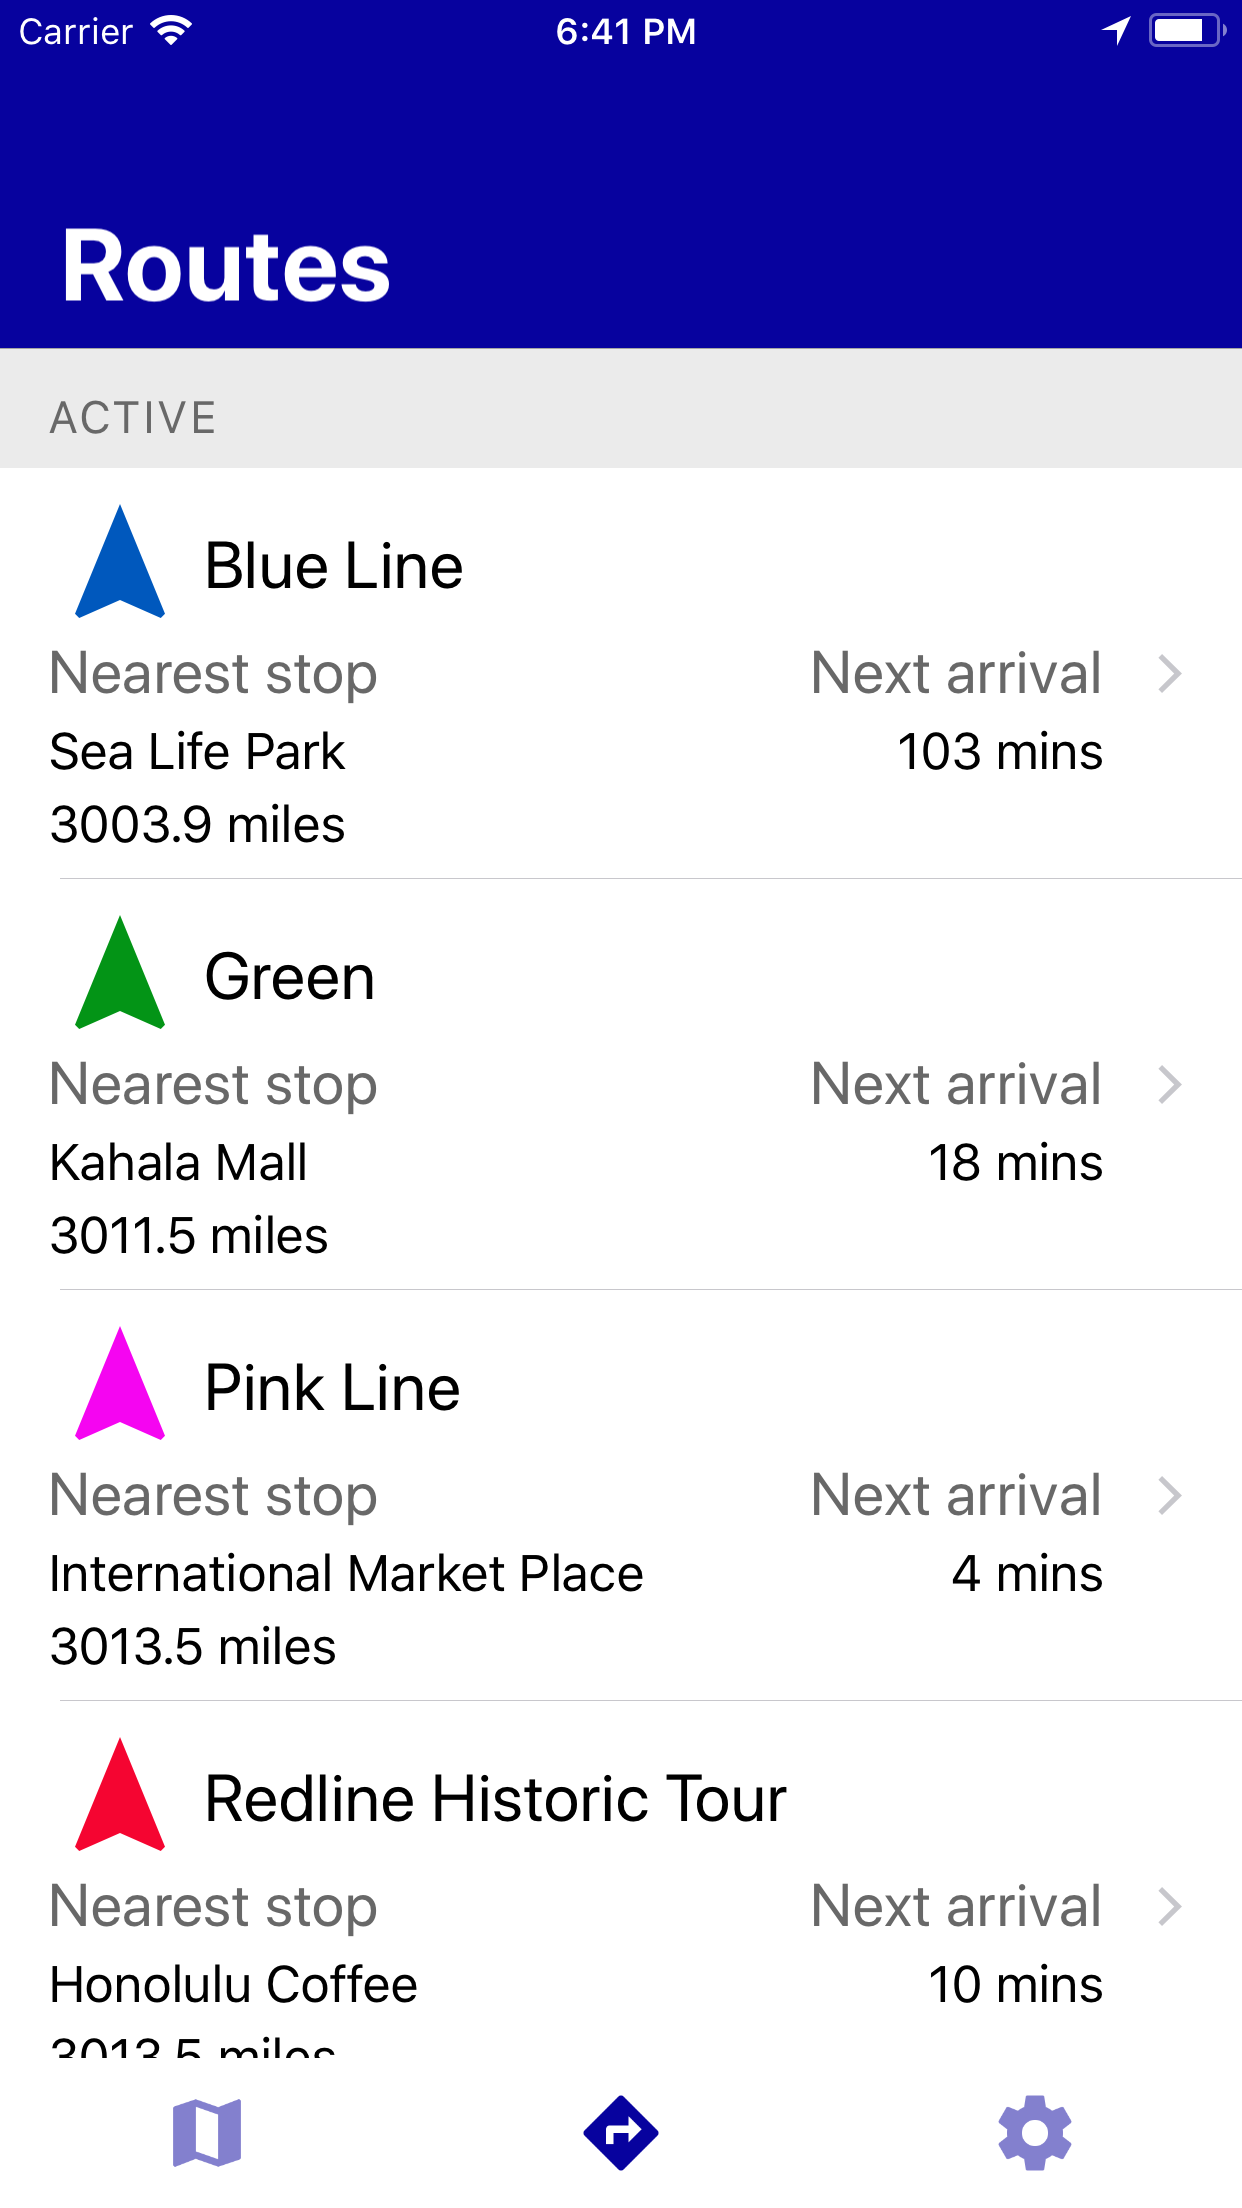 Carrier 6:41 PM
Routes
ACTIVE
Blue Line
Nearest stop Next arrival
Sea Life Park 103 mins
3003.9 miles
Green
Nearest stop Next arrival
Kahala Mall 18 mins
3011.5 miles
Pink Line
Nearest stop Next arrival
International Market Place 4 mins
3013.5 miles
Redline Historic Tour
Nearest stop Next arrival
Honolulu Coffee 10 mins
3013.5 miles